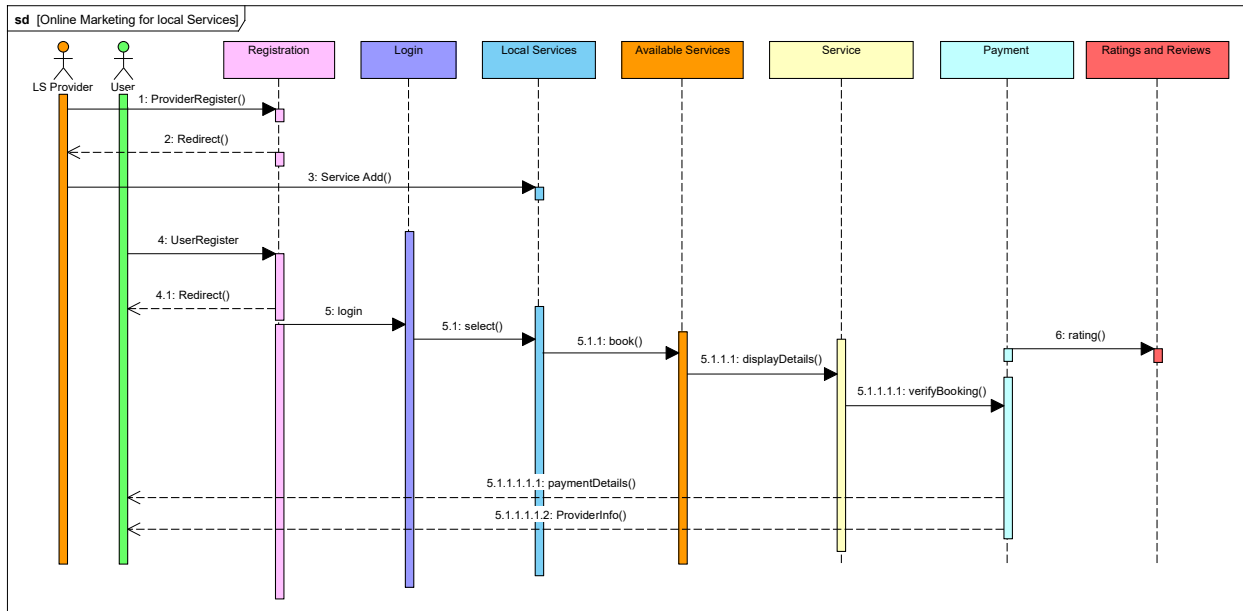 sd [Online Marketing for local Services]
LS Provider
User
Registration
Login
Local Services
Available Services
Service
Payment
Ratings and Reviews
1: ProviderRegister()
2: Redirect()
3: Service Add()
4: UserRegister
4.1: Redirect()
5: login
5.1: select()
5.1.1: book()
6: rating()
5.1.1.1: displayDetails()
5.1.1.1.1: verifyBooking()
5.1.1.1.1.1: paymentDetails()
5.1.1.1.1.2: ProviderInfo()